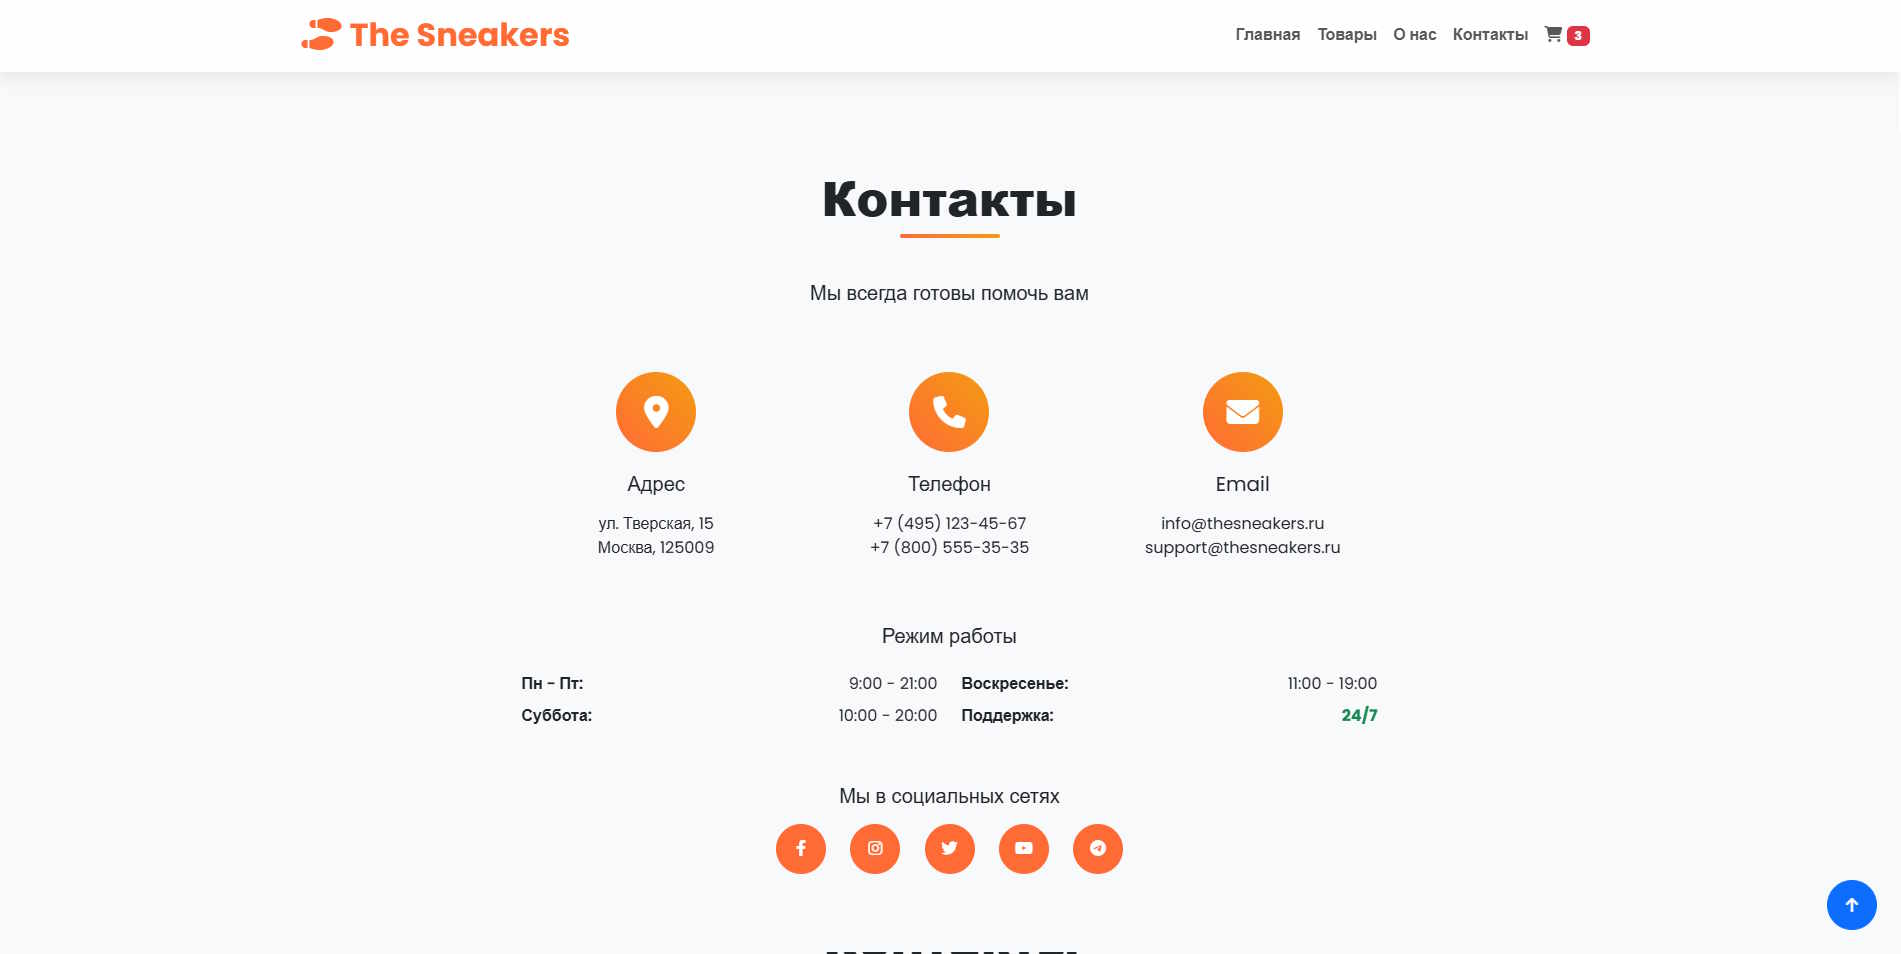 The Sneakers
Главная Товары О нас Контакты 3
Контакты
Мы всегда готовы помочь вам
Адрес
ул. Тверская, 15
Москва, 125009
Телефон
+7 (495) 123-45-67
+7 (800) 555-35-35
Email
info@thesneakers.ru
support@thesneakers.ru
Режим работы
Пн - Пт: 9:00 - 21:00
Суббота: 10:00 - 20:00
Воскресенье: 11:00 - 19:00
Поддержка: 24/7
Мы в социальных сетях